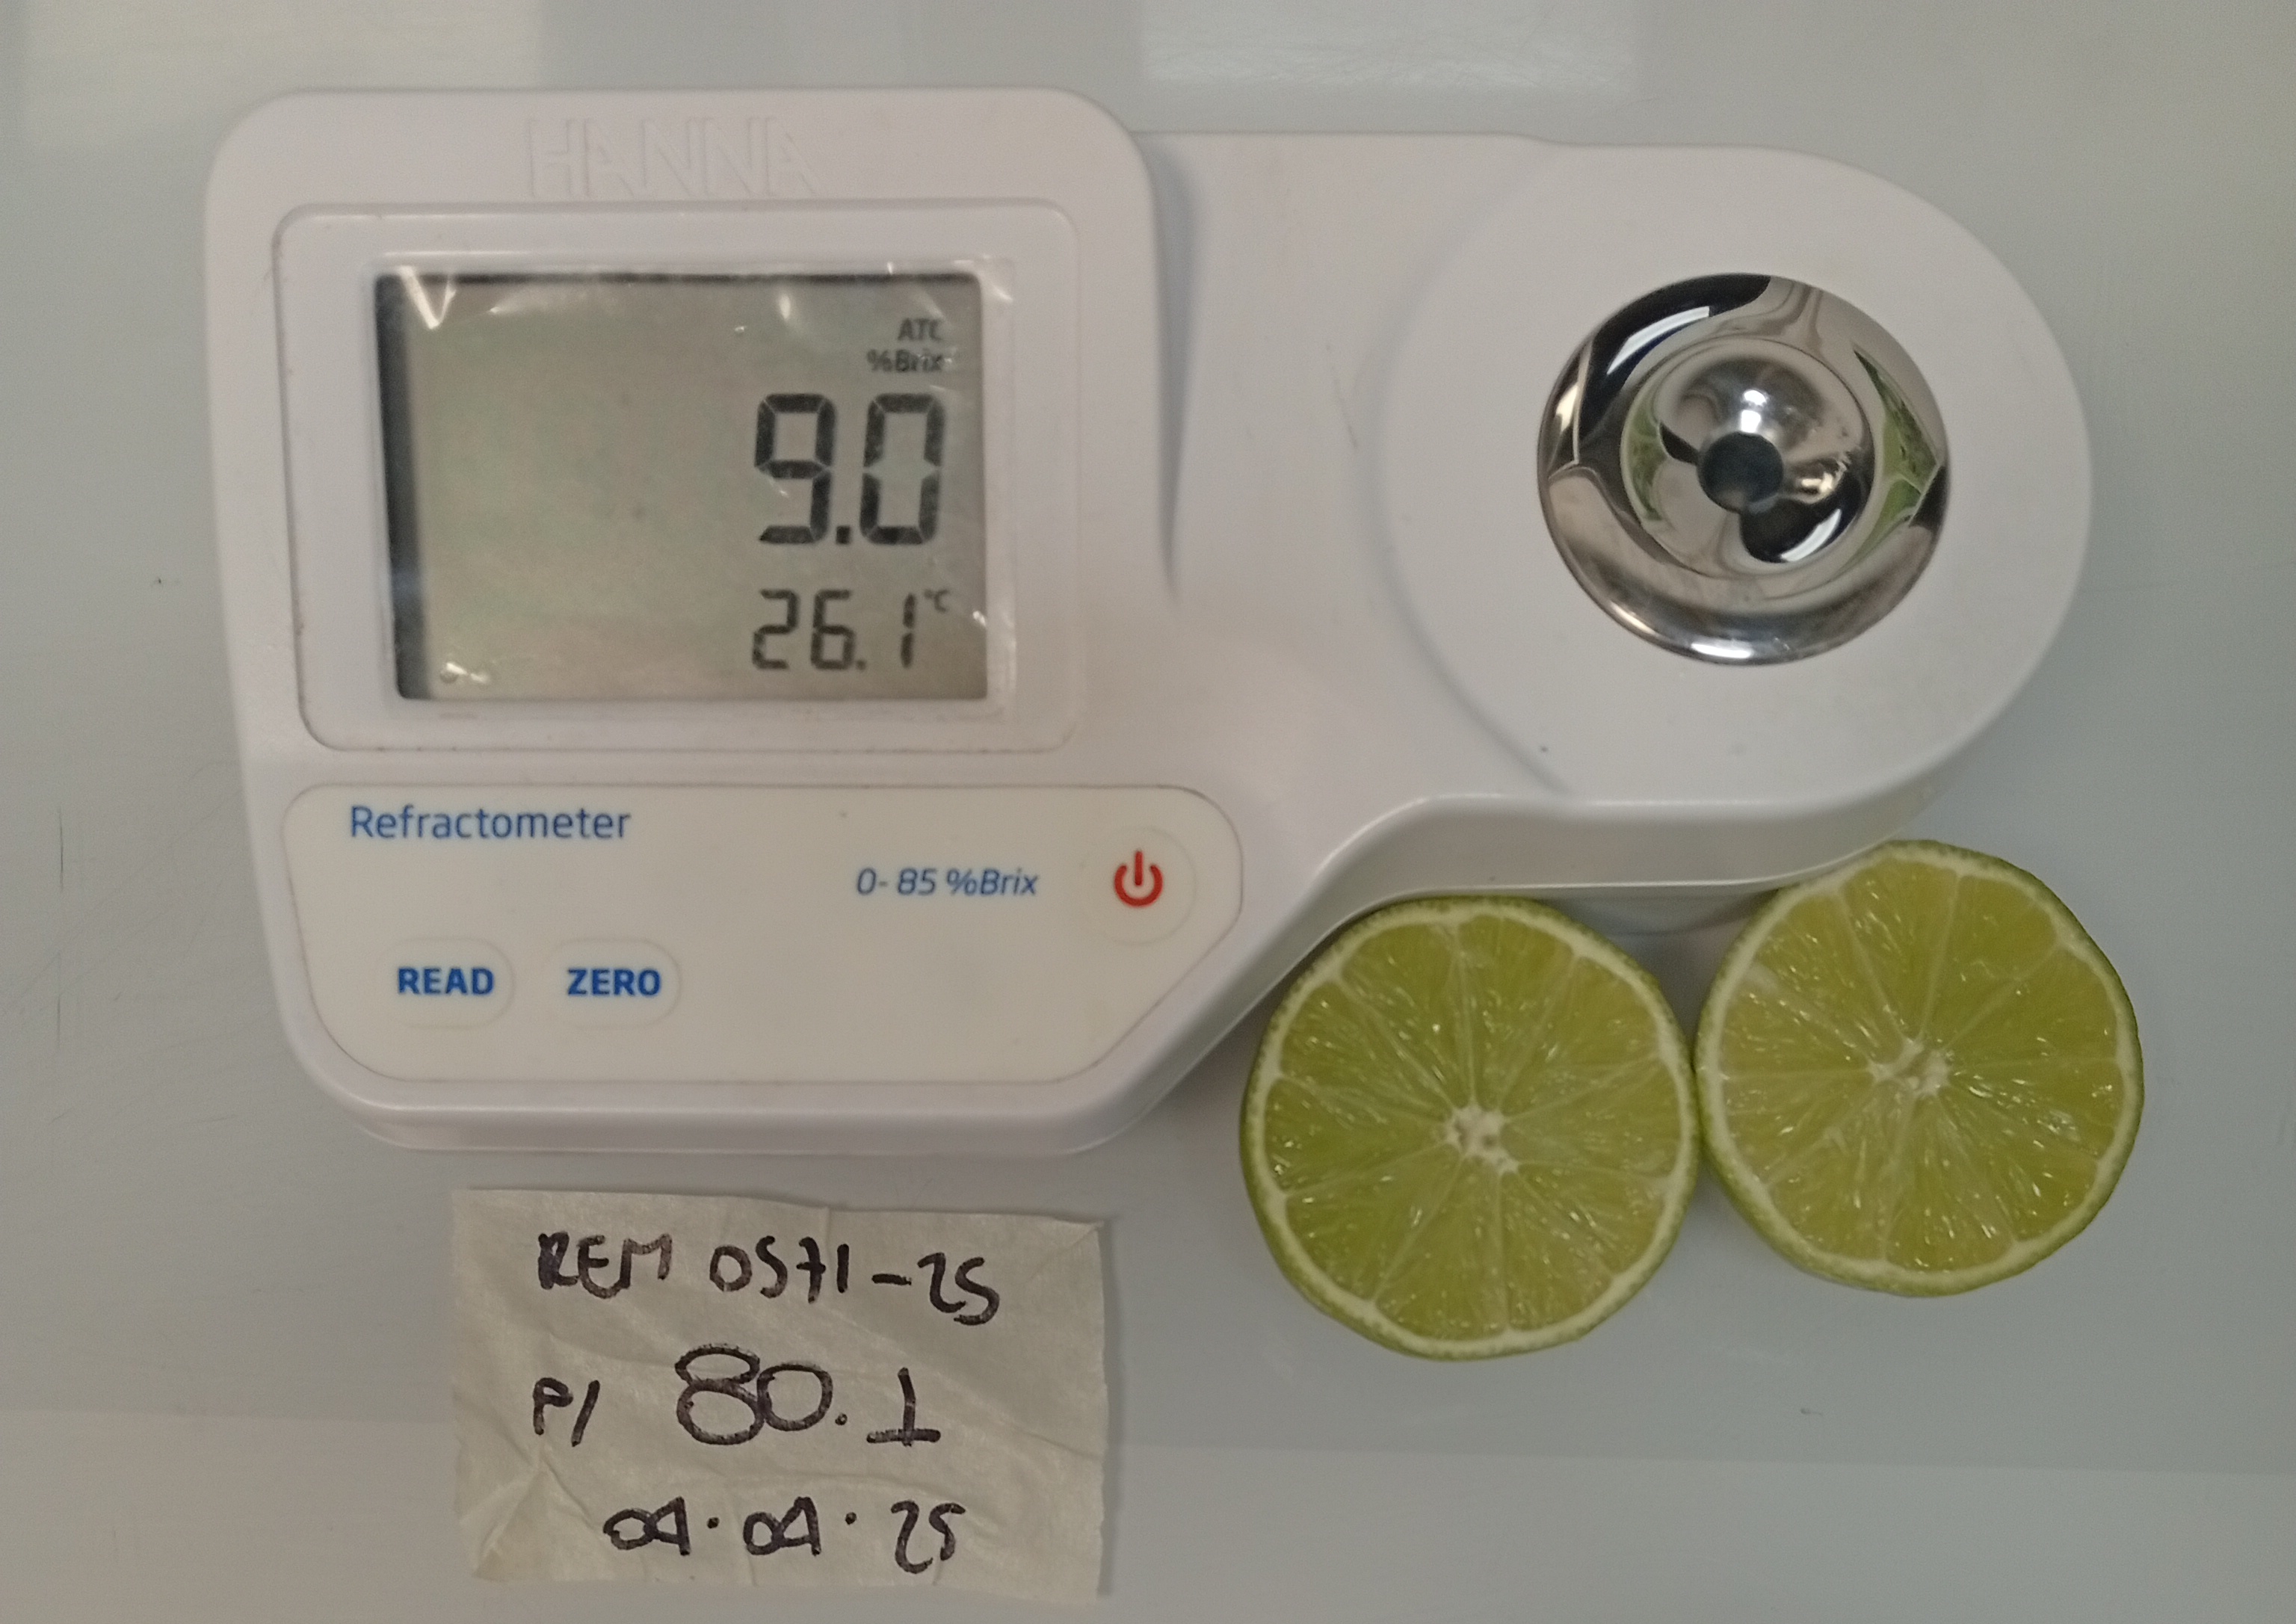 HANNA
ATC
%Brix
9.0
26.1 °C
Refractometer
0-85 %Brix
READ ZERO
REM 0571-25
P/ 80.1
04.04.25